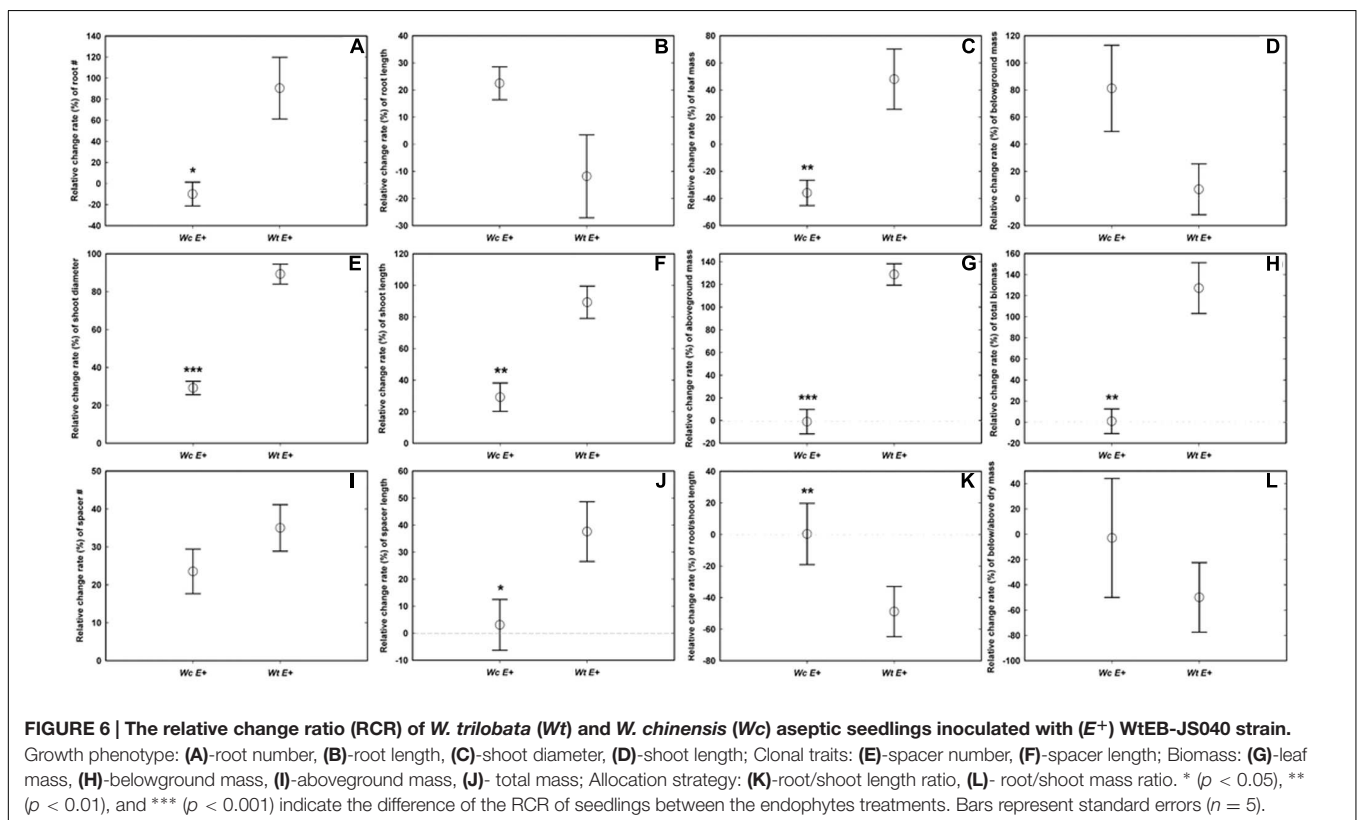 A
Relative change rate (%) of root #
140
120
100
80
60
40
20
0
-20
-40
*
Wc E+ Wt E+
B
Relative change rate (%) of root length
40
30
20
10
0
-10
-20
-30
Wc E+ Wt E+
C
Relative change rate (%) of leaf mass
80
60
40
20
0
-20
-40
-60
**
Wc E+ Wt E+
D
Relative change rate (%) of belowground mass
120
100
80
60
40
20
0
-20
Wc E+ Wt E+
E
Relative change rate (%) of shoot diameter
100
80
60
40
20
0
***
Wc E+ Wt E+
F
Relative change rate (%) of shoot length
120
100
80
60
40
20
0
**
Wc E+ Wt E+
G
Relative change rate (%) of aboveground mass
140
120
100
80
60
40
20
0
-20
***
Wc E+ Wt E+
H
Relative change rate (%) of total biomass
160
140
120
100
80
60
40
20
0
-20
**
Wc E+ Wt E+
I
Relative change rate (%) of spacer #
50
40
30
20
10
0
Wc E+ Wt E+
J
Relative change rate (%) of spacer length
60
50
40
30
20
10
0
-10
*
Wc E+ Wt E+
K
Relative change rate (%) of root/shoot length
40
20
0
-20
-40
-60
-80
**
Wc E+ Wt E+
L
Relative change rate (%) of below/above dry mass
40
20
0
-20
-40
-60
-80
-100
Wc E+ Wt E+
FIGURE 6 | The relative change ratio (RCR) of W. trilobata (Wt) and W. chinensis (Wc) aseptic seedlings inoculated with (E+) WtEB-JS040 strain.
Growth phenotype: (A)-root number, (B)-root length, (C)-shoot diameter, (D)-shoot length; Clonal traits: (E)-spacer number, (F)-spacer length; Biomass: (G)-leaf
mass, (H)-belowground mass, (I)-aboveground mass, (J)- total mass; Allocation strategy: (K)-root/shoot length ratio, (L)- root/shoot mass ratio. * (p < 0.05), **
(p < 0.01), and *** (p < 0.001) indicate the difference of the RCR of seedlings between the endophytes treatments. Bars represent standard errors (n = 5).